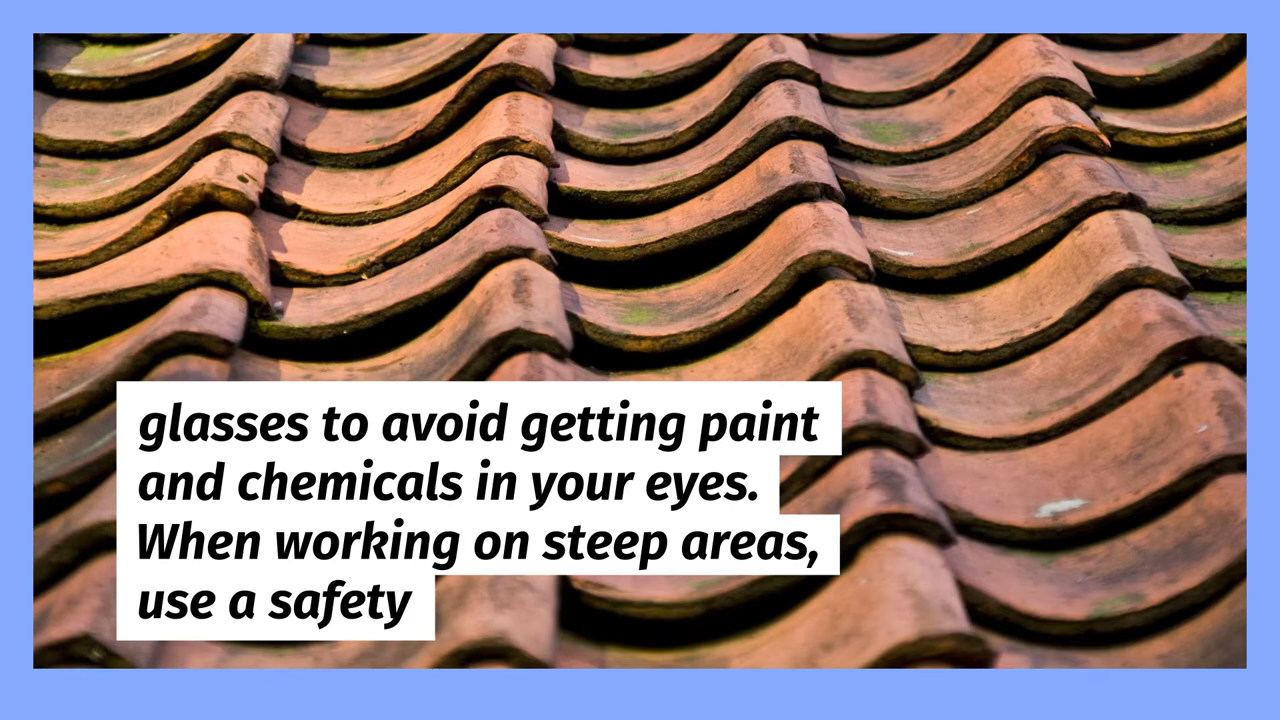 glasses to avoid getting paint
and chemicals in your eyes.
When working on steep areas,
use a safety